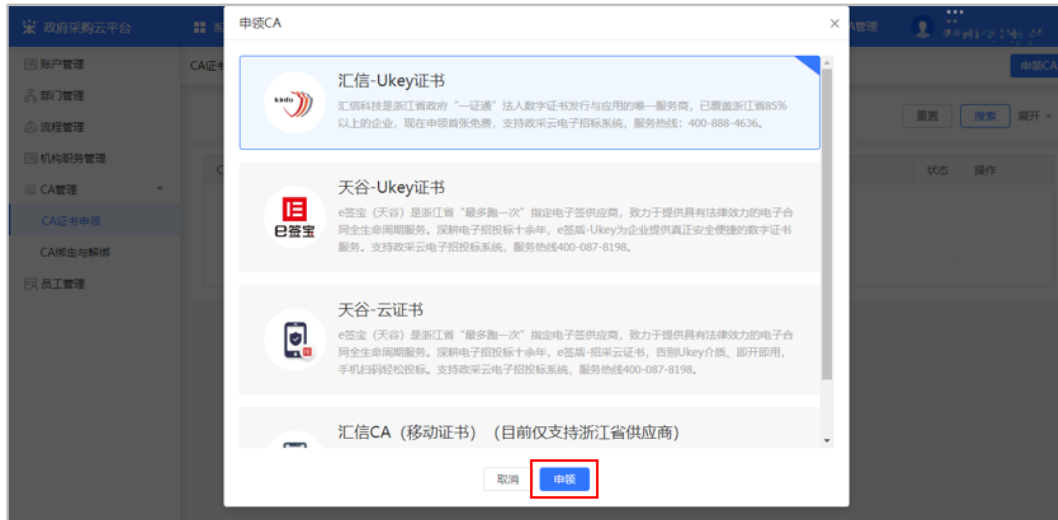 政府采购云平台
申领CA
×
CA管理
账户管理
CA证
申领CA
部门管理
流程管理
重置
搜索
展开
机构职务管理
CA管理
状态
操作
CA证书申领
CA绑定与解绑
员工管理
汇信-Ukey证书
汇信科技是浙江省政府“一证通”法人数字证书发行与应用的唯一服务商，已覆盖浙江省85%
以上的企业，现在申领首张免费，支持政采云电子招标系统，服务热线：400-888-4636。
天谷-Ukey证书
e签宝（天谷）是浙江省“最多跑一次”指定电子签供应商，致力于提供具有法律效力的电子合
同全生命周期服务。深耕电子招投标十余年，e签盾-Ukey为企业提供真正安全便捷的数字证书
服务。支持政采云电子招投标系统，服务热线400-087-8198。
e签宝
天谷-云证书
e签宝（天谷）是浙江省“最多跑一次”指定电子签供应商，致力于提供具有法律效力的电子合
同全生命周期服务。深耕电子招投标十余年，e签盾-招采云证书，告别Ukey介质，即开即用，
手机扫码轻松投标。支持政采云电子招投标系统，服务热线400-087-8198。
汇信CA（移动证书）（目前仅支持浙江省供应商）
取消
申领